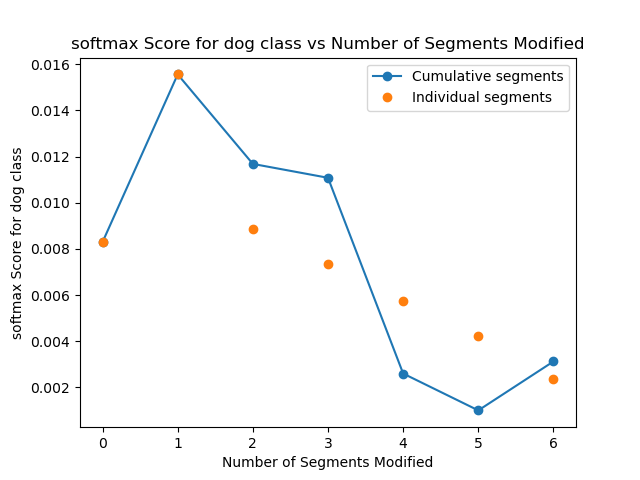 softmax Score for dog class vs Number of Segments Modified
Cumulative segments
Individual segments
softmax Score for dog class
0.016
0.014
0.012
0.010
0.008
0.006
0.004
0.002
0 1 2 3 4 5 6
Number of Segments Modified